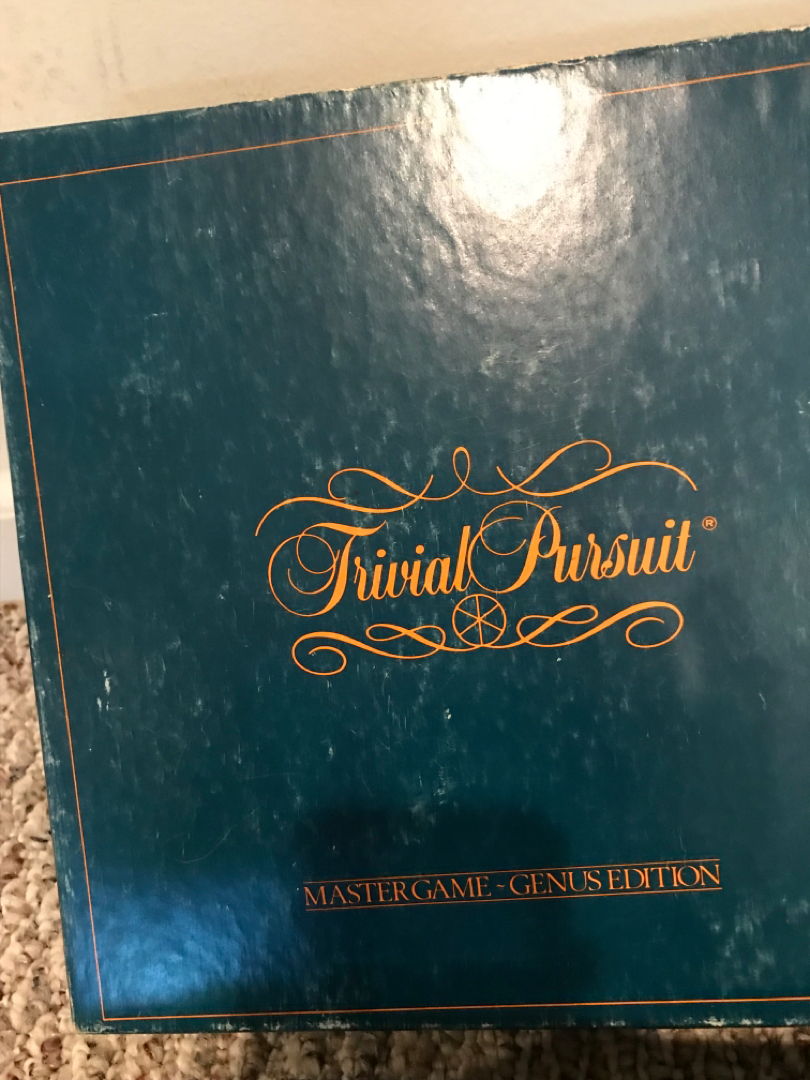 Trivial Pursuit®
MASTER GAME ~ GENUS EDITION